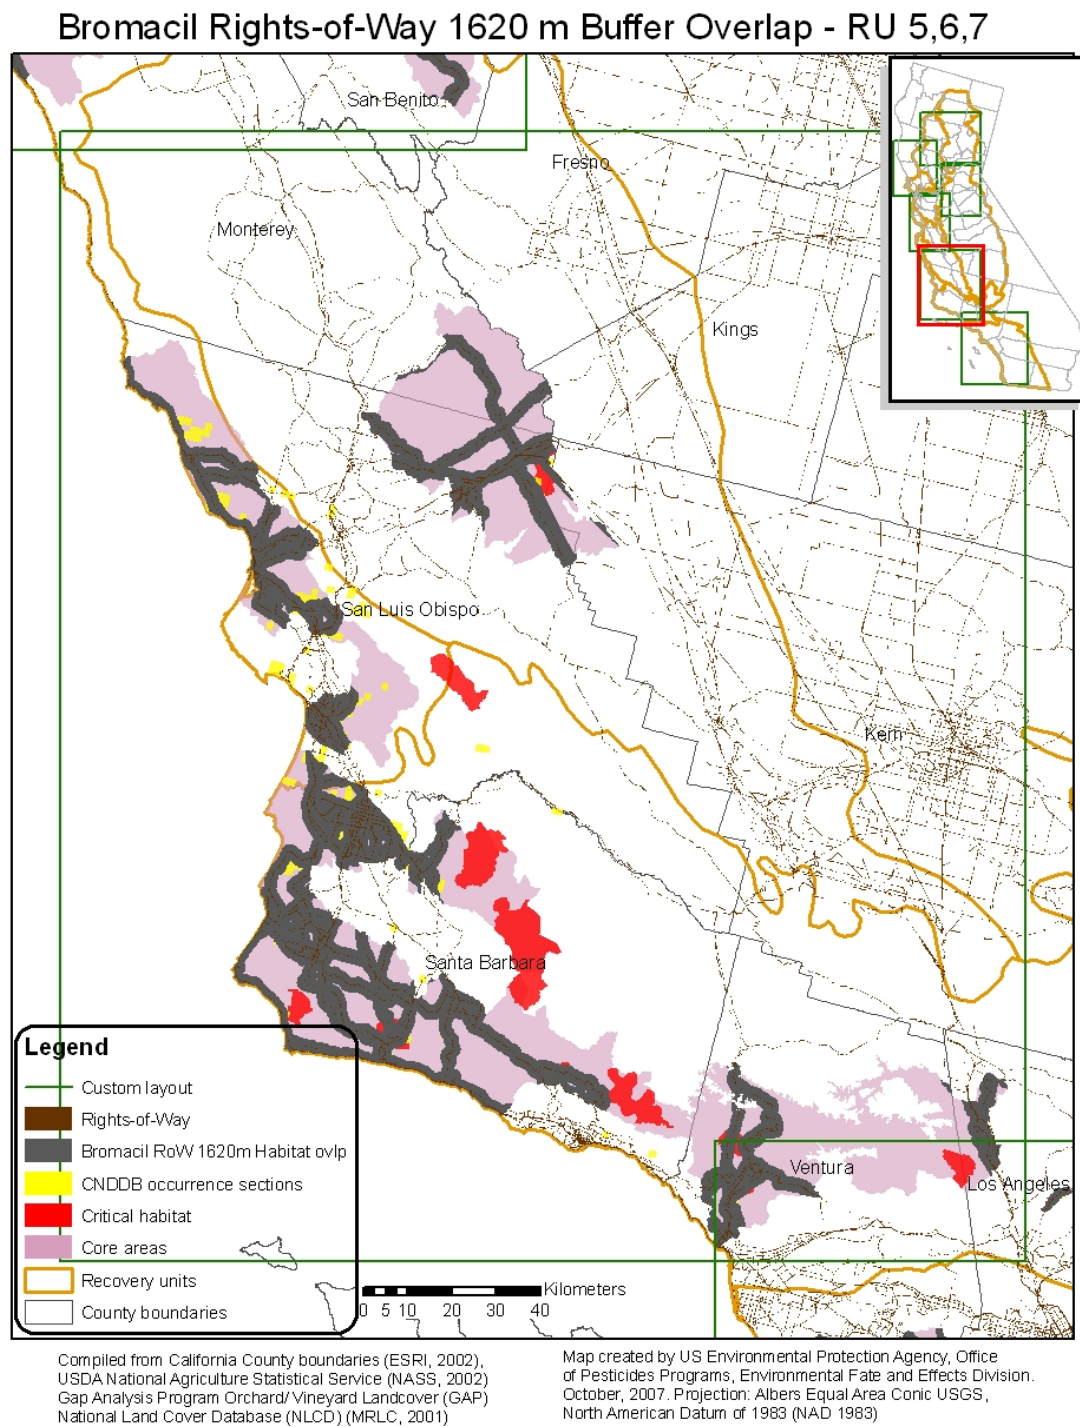 Bromacil Rights-of-Way 1620 m Buffer Overlap - RU 5,6,7
San Benito
Fresno
Monterey
Kings
San Luis Obispo
Kern
Santa Barbara
Ventura
Los Angeles
Legend
Custom layout
Rights-of-Way
Bromacil RoW 1620m Habitat ovlp
CNDDB occurrence sections
Critical habitat
Core areas
Recovery units
County boundaries
Kilometers
0 5 10 20 30 40
Compiled from California County boundaries (ESRI, 2002),
USDA National Agriculture Statistical Service (NASS, 2002)
Gap Analysis Program Orchard/ Vineyard Landcover (GAP)
National Land Cover Database (NLCD) (MRLC, 2001)
Map created by US Environmental Protection Agency, Office
of Pesticides Programs, Environmental Fate and Effects Division.
October, 2007. Projection: Albers Equal Area Conic USGS,
North American Datum of 1983 (NAD 1983)